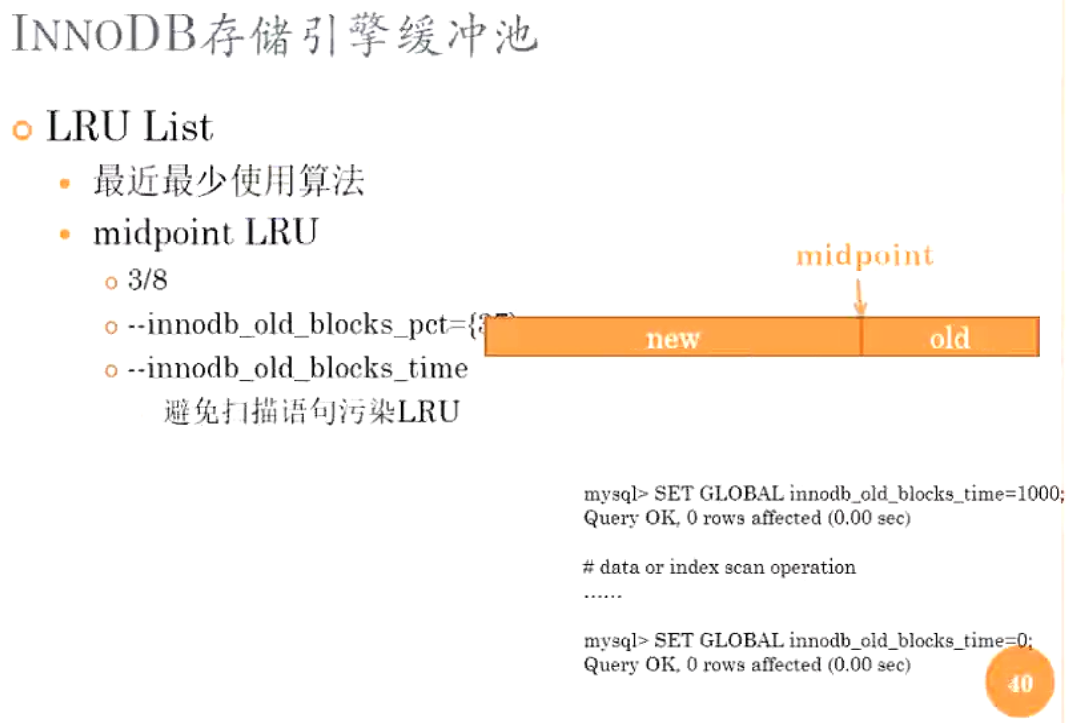 INNODB存储引擎缓冲池
LRU List
最近最少使用算法
midpoint LRU
3/8
--innodb_old_blocks_pct={37}
--innodb_old_blocks_time
避免扫描语句污染LRU
midpoint
new
old
mysql> SET GLOBAL innodb_old_blocks_time=1000;
Query OK, 0 rows affected (0.00 sec)
# data or index scan operation
......
mysql> SET GLOBAL innodb_old_blocks_time=0;
Query OK, 0 rows affected (0.00 sec)
40